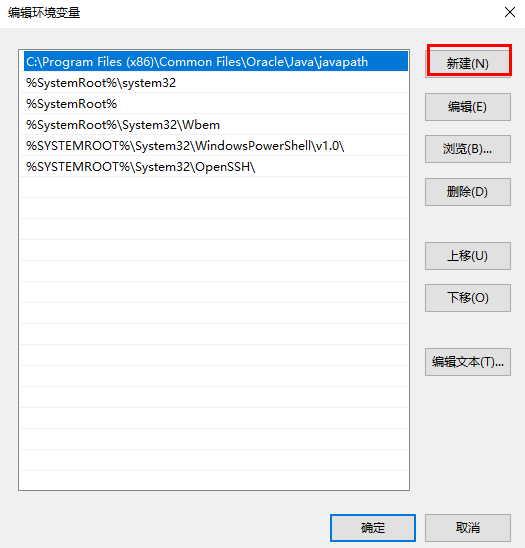 编辑环境变量
C:\Program Files (x86)\Common Files\Oracle\Java\javapath
%SystemRoot%\system32
%SystemRoot%
%SystemRoot%\System32\Wbem
%SYSTEMROOT%\System32\WindowsPowerShell\v1.0\
%SYSTEMROOT%\System32\OpenSSH\
新建(N)
编辑(E)
浏览(B)...
删除(D)
上移(U)
下移(O)
编辑文本(T)...
确定
取消